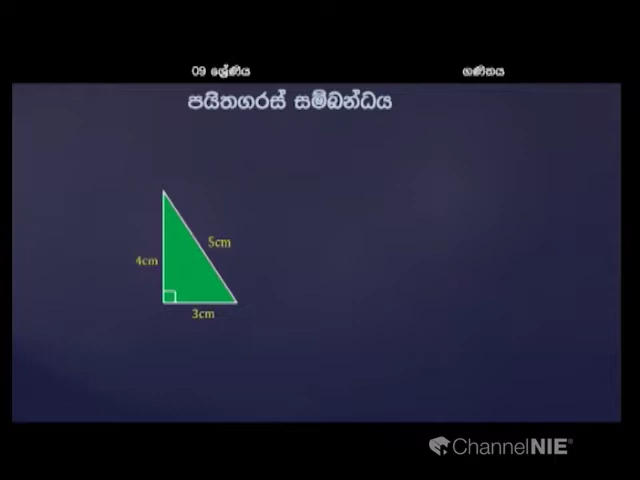 09 ශ්‍රේණිය ගණිතය
පයිතගරස් සම්බන්ධය
5cm
4cm
3cm
ChannelNIE